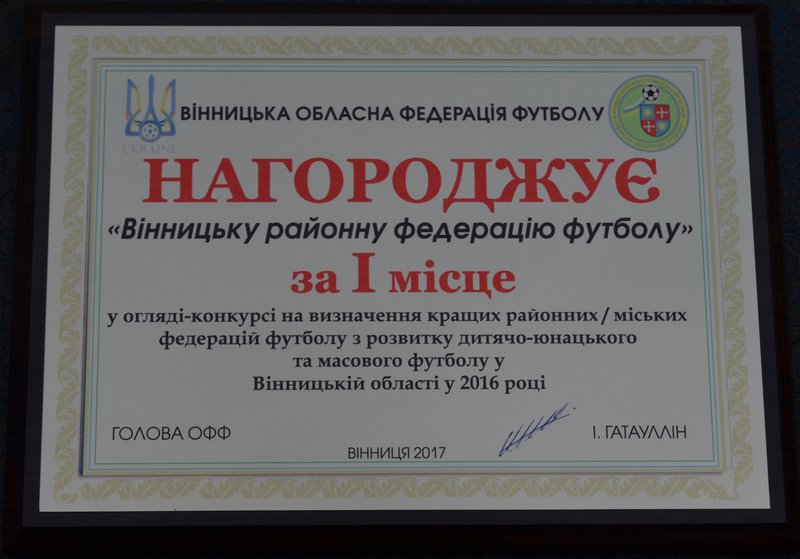 ВІННИЦЬКА ОБЛАСНА ФЕДЕРАЦІЯ ФУТБОЛУ
UKRAINE
НАГОРОДЖУЄ
«Вінницьку районну федерацію футболу»
за І місце
у огляді-конкурсі на визначення кращих районних / міських
федерацій футболу з розвитку дитячо-юнацького
та масового футболу у
Вінницькій області у 2016 році
ГОЛОВА ОФФ
І. ГАТАУЛЛІН
ВІННИЦЯ 2017